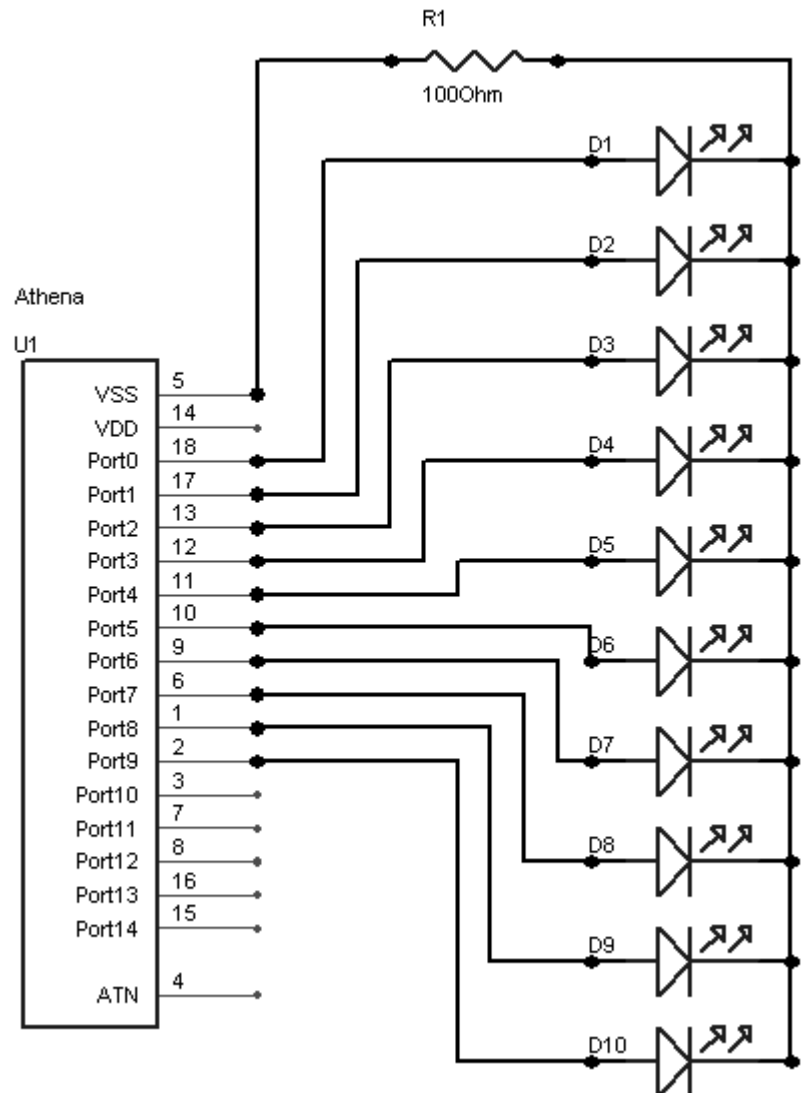 R1
100Ohm
D1
D2
D3
D4
D5
D6
D7
D8
D9
D10
Athena
U1
VSS 5
VDD 14
Port0 18
Port1 17
Port2 13
Port3 12
Port4 11
Port5 10
Port6 9
Port7 6
Port8 1
Port9 2
Port10 3
Port11 7
Port12 8
Port13 16
Port14 15
ATN 4